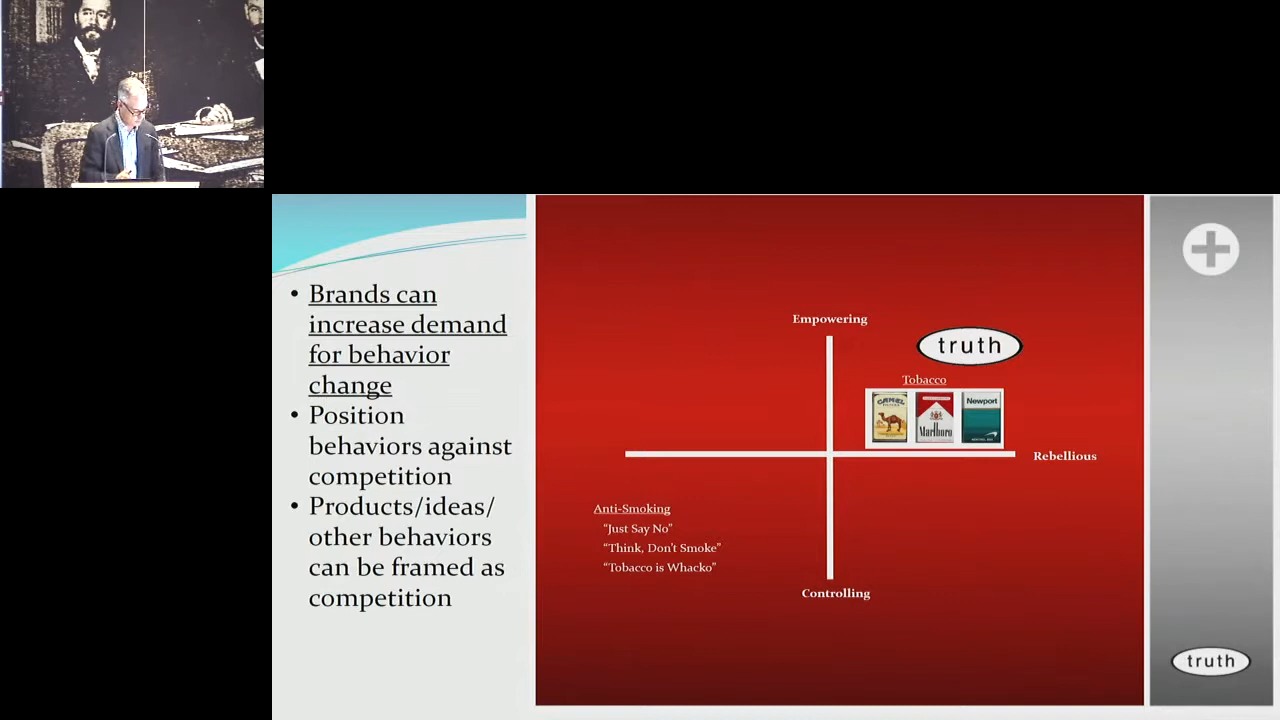 • Brands can
increase demand
for behavior
change
• Position
behaviors against
competition
• Products/ideas/
other behaviors
can be framed as
competition
Empowering
truth
Tobacco
CAMEL
Marlboro
Newport
Rebellious
Anti-Smoking
“Just Say No”
“Think, Don’t Smoke”
“Tobacco is Whacko”
Controlling
truth